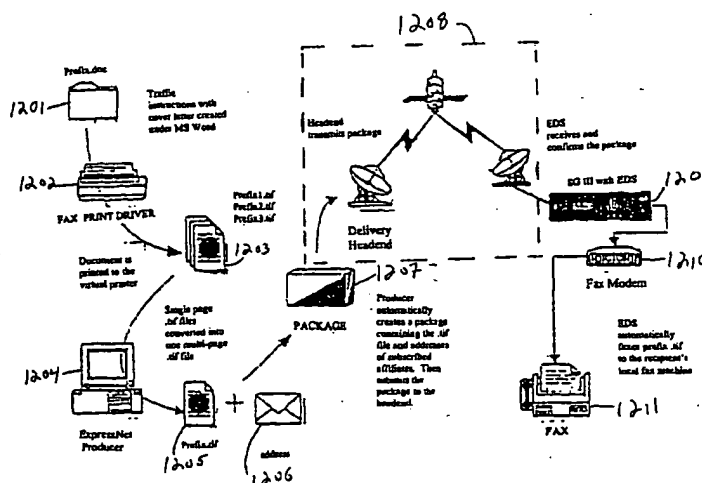 1208
Prefix.doc
1201
Traffic
instructions with
cover letter created
under MS Word
1202
FAX PRINT DRIVER
Prefix1.tif
Prefix2.tif
Prefix3.tif
1203
Document is
printed to the
virtual printer
Single page
.tif files
converted into
one multi-page
.tif file
1204
ExpressNet
Producer
Prefix.tif
1205
address
1206
Headend
transmits package
Delivery
Headend
EDS
receives and
confirms the package
SG III with EDS
120
Fax Modem
1210
1207
PACKAGE
Producer
automatically
creates a package
containing the .tif
file and addresses
of subscribed
affiliates. Then
submits the
package to the
headend.
EDS
automatically
faxes prefix .tif
to the recipient's
local fax machine
FAX
1211